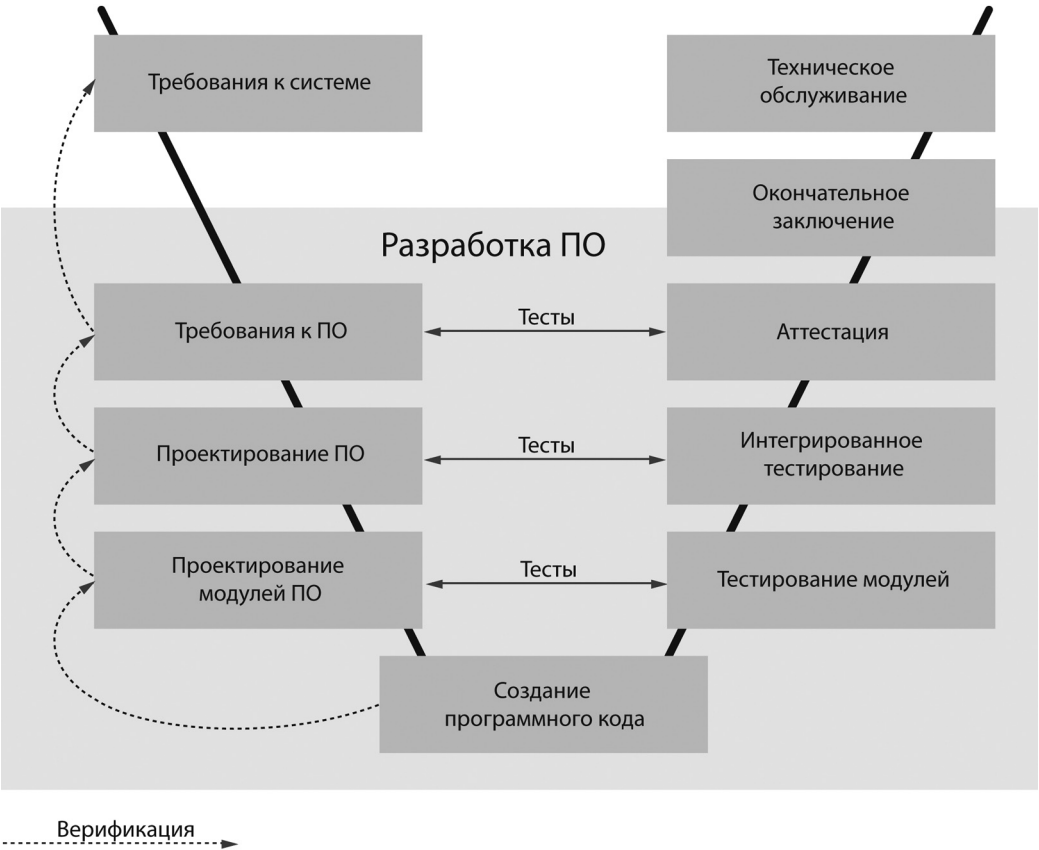 Требования к системе
Техническое
обслуживание
Окончательное
заключение
Разработка ПО
Требования к ПО
Тесты
Аттестация
Проектирование ПО
Тесты
Интегрированное
тестирование
Проектирование
модулей ПО
Тесты
Тестирование модулей
Создание
программного кода
Верификация